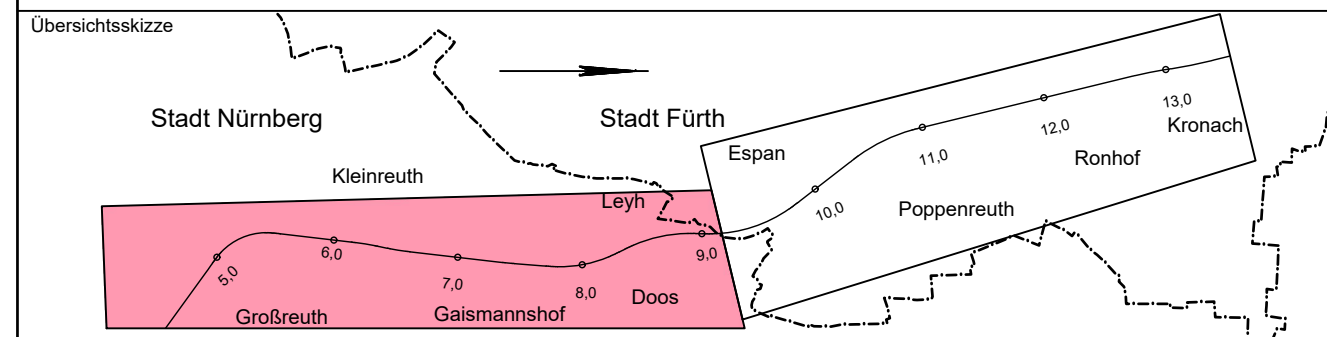 Übersichtsskizze
Stadt Nürnberg
Stadt Fürth
Kleinreuth
Leyh
Espan
Poppenreuth
Ronhof
Kronach
5,0
6,0
7,0
8,0
9,0
10,0
11,0
12,0
13,0
Großreuth
Gaismannshof
Doos